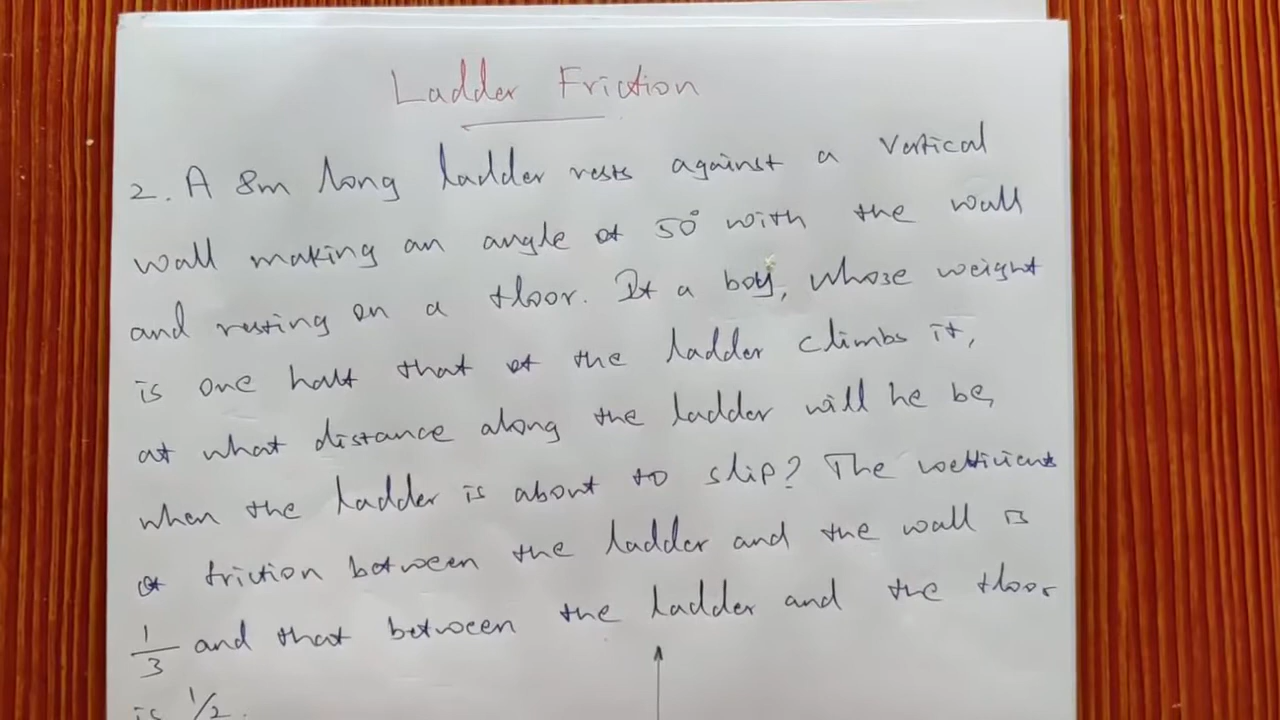 Ladder Friction
2. A 8m long ladder rests against a vertical
wall making an angle of 50° with the wall
and resting on a floor. If a boy, whose weight
is one half that of the ladder climbs it,
at what distance along the ladder will he be,
when the ladder is about to slip? The coefficient
of friction between the ladder and the wall is
1/3 and that between the ladder and the floor
is 1/2.